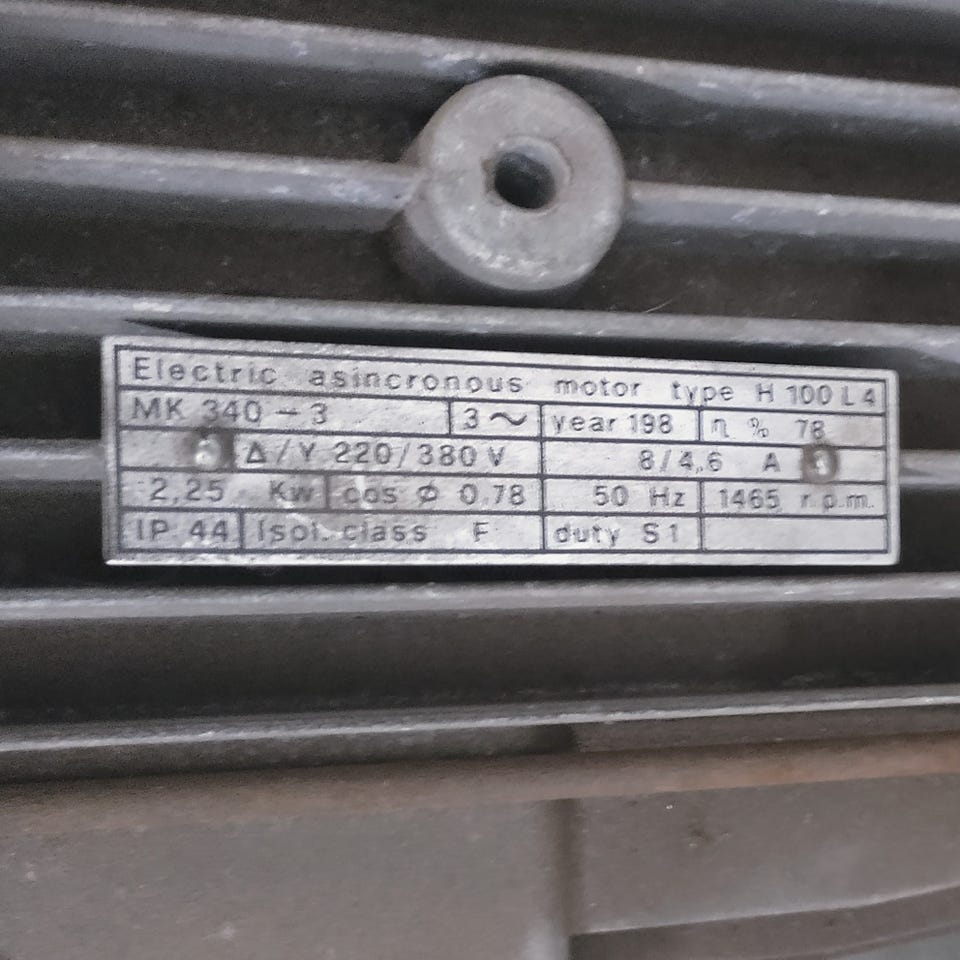 Electric asincronous motor type H 100 L 4
MK 340-3 3~ year 198 η % 78
Δ/Y 220/380 V 8/4,6 A
2,25 Kw cos φ 0.78 50 Hz 1465 r.p.m.
IP 44 Isol. class F duty S1